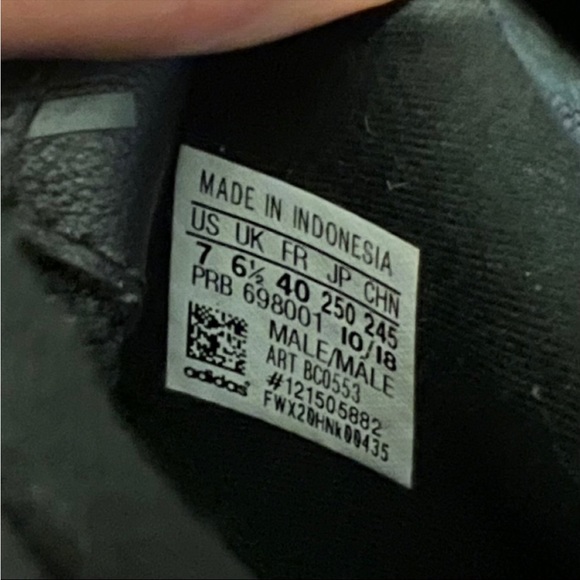 MADE IN INDONESIA
US UK FR JP CHN
7 6½ 40 250 245
PRB 698001 10/18
MALE/MALE
ART BC0553
#121505882
FWX20HNk00435
adidas